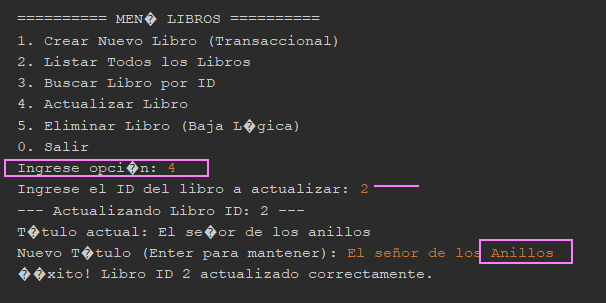 ========== MEN� LIBROS ==========
1. Crear Nuevo Libro (Transaccional)
2. Listar Todos los Libros
3. Buscar Libro por ID
4. Actualizar Libro
5. Eliminar Libro (Baja L�gica)
0. Salir
Ingrese opci�n: 4
Ingrese el ID del libro a actualizar: 2
--- Actualizando Libro ID: 2 ---
T�tulo actual: El se�or de los anillos
Nuevo T�tulo (Enter para mantener): El señor de los Anillos
��xito! Libro ID 2 actualizado correctamente.